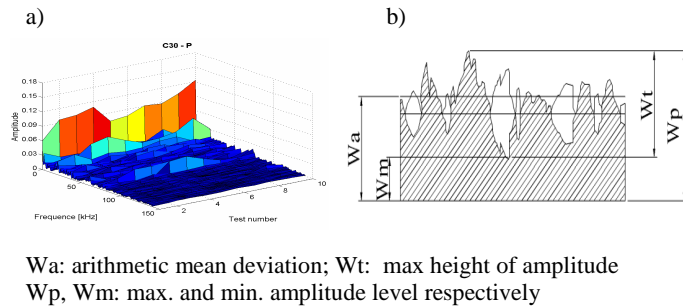 a)
b)
C30 - P
0.18
0.15
0.12
0.09
0.06
0.03
0
Amplitude
0
50
100
150
Frequence [kHz]
2
4
6
8
10
Test number
Wa
Wm
Wt
Wp
Wa: arithmetic mean deviation; Wt: max height of amplitude
Wp, Wm: max. and min. amplitude level respectively